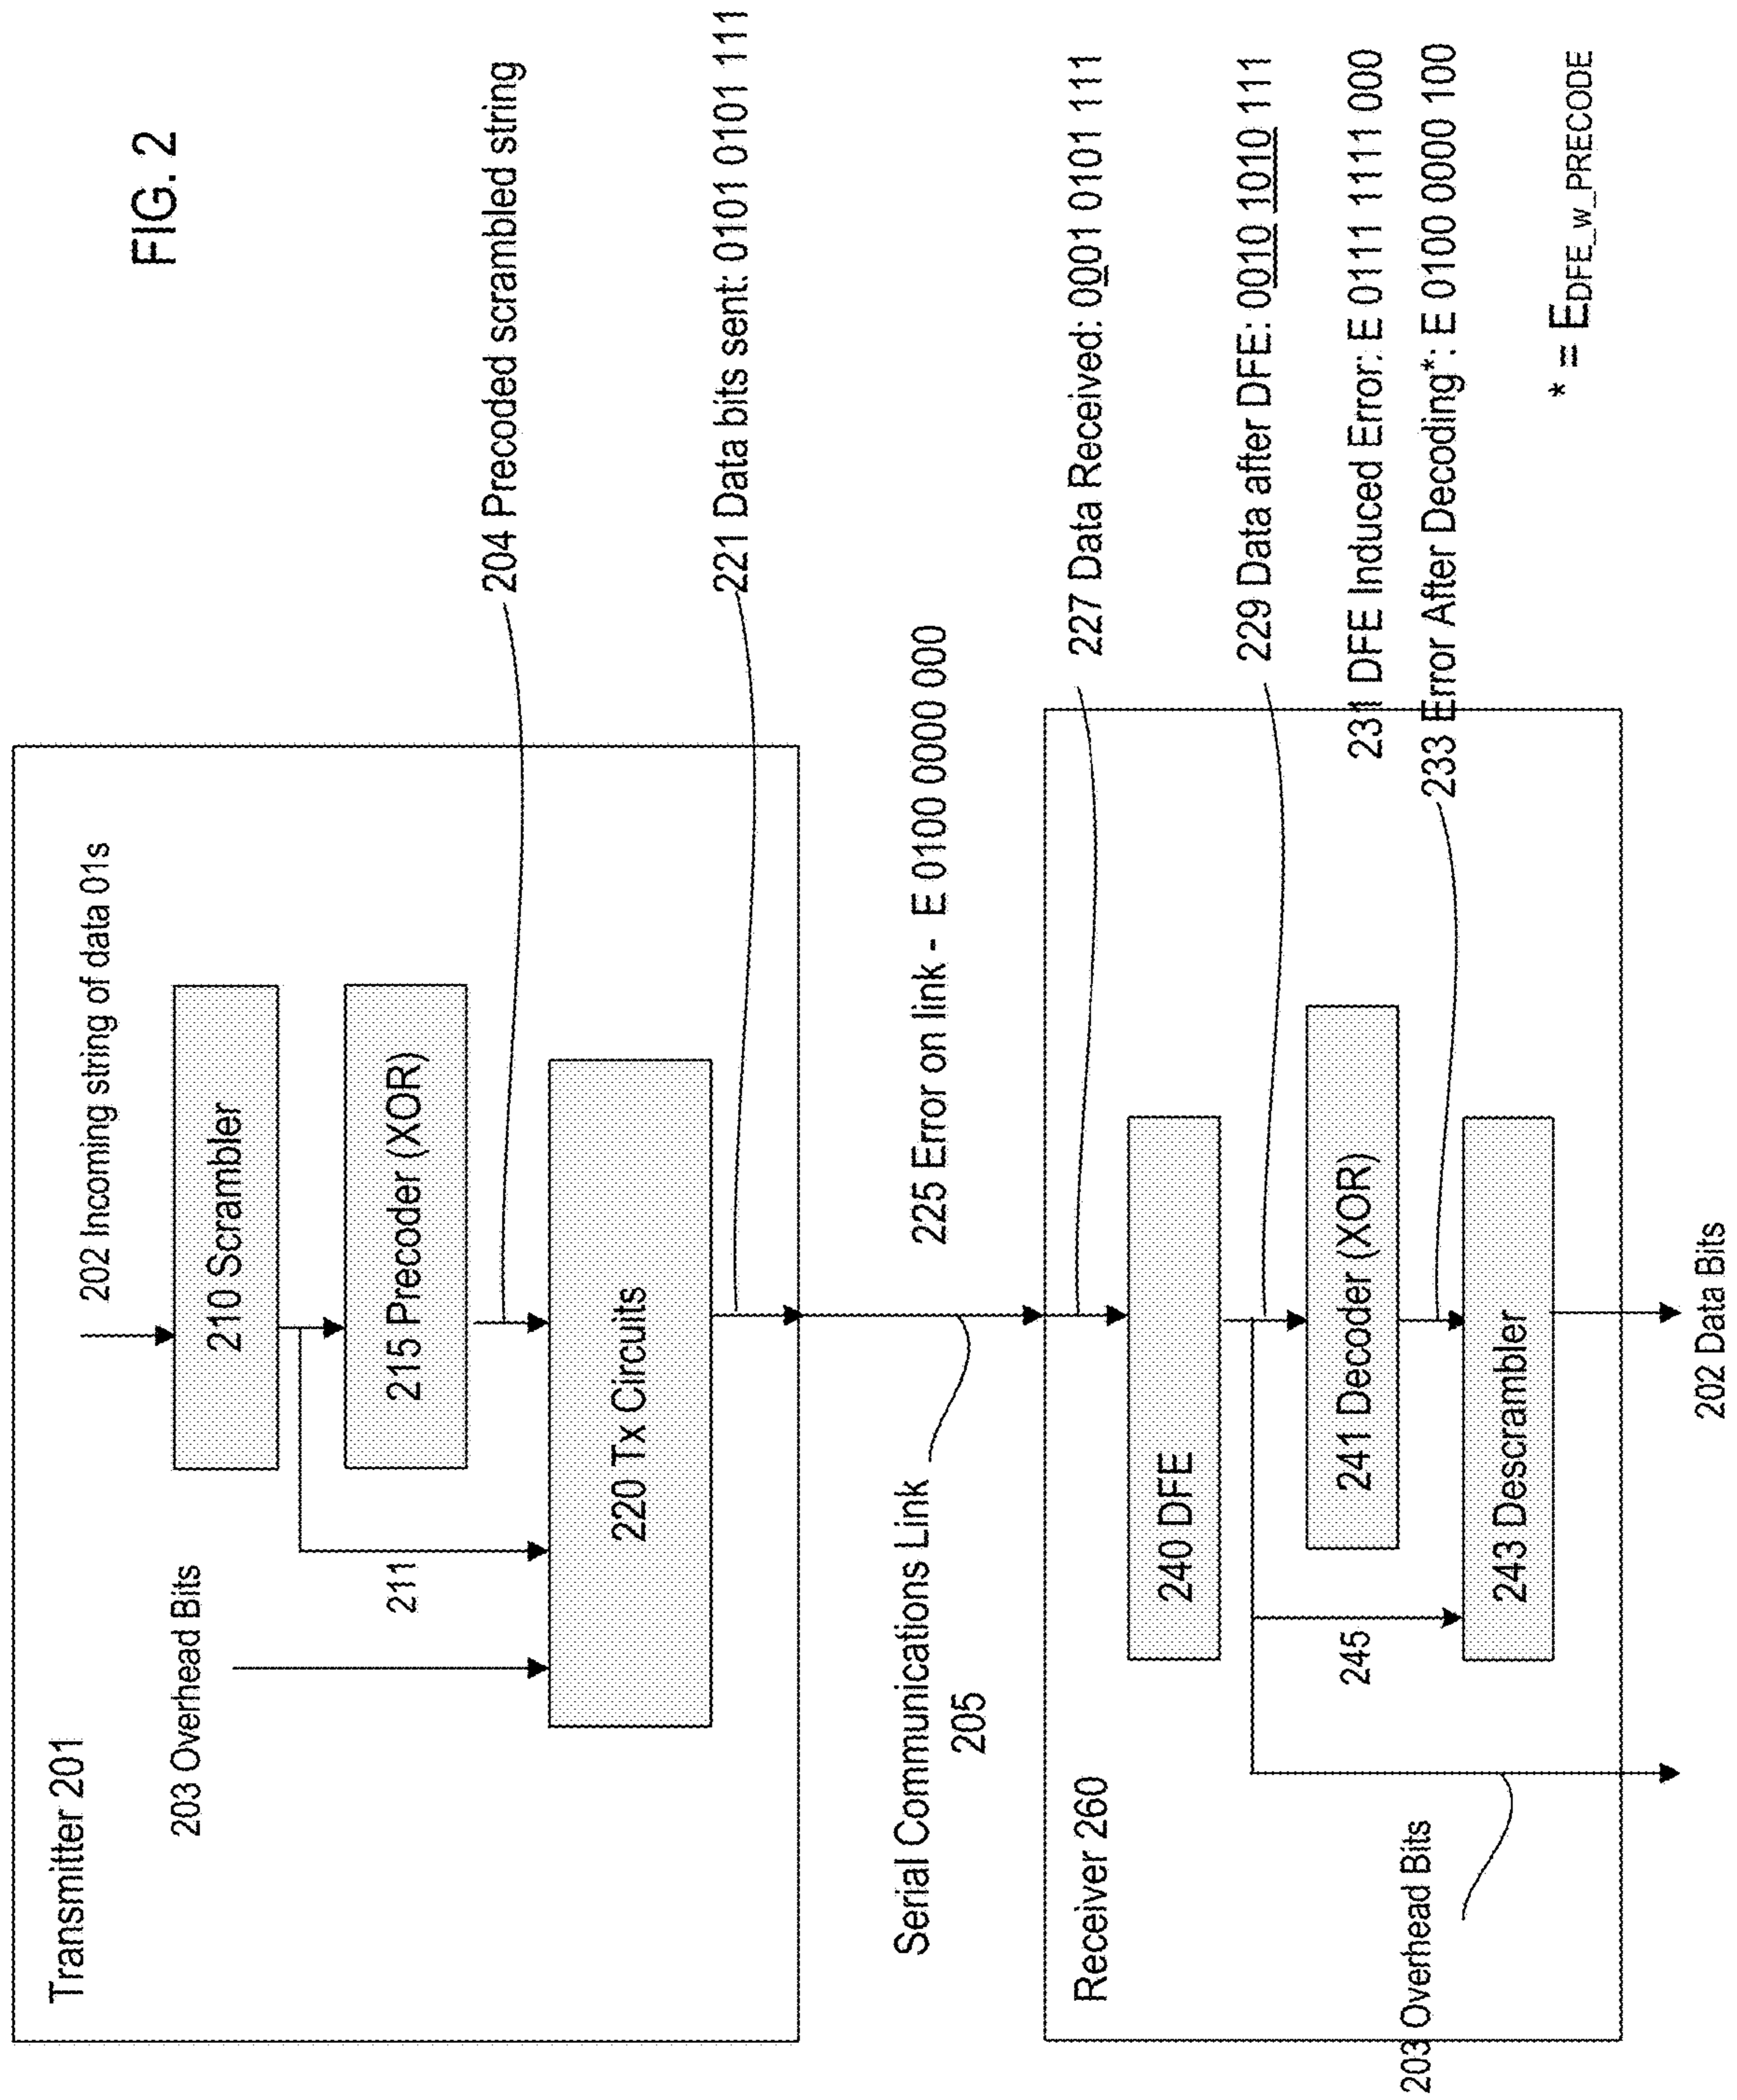 FIG. 2
Transmitter 201
202 Incoming string of data 01s
203 Overhead Bits
210 Scrambler
211
215 Precoder (XOR)
204 Precoded scrambled string
220 Tx Circuits
221 Data bits sent: 0101 0101 111
Serial Communications Link
205
225 Error on link - E 0100 0000 000
Receiver 260
227 Data Received: 0001 0101 111
240 DFE
229 Data after DFE: 0010 1010 111
245
241 Decoder (XOR)
231 DFE Induced Error: E 0111 1111 000
233 Error After Decoding*: E 0100 0000 100
243 Descrambler
203 Overhead Bits
* = EDFE_w_PRECODE
202 Data Bits